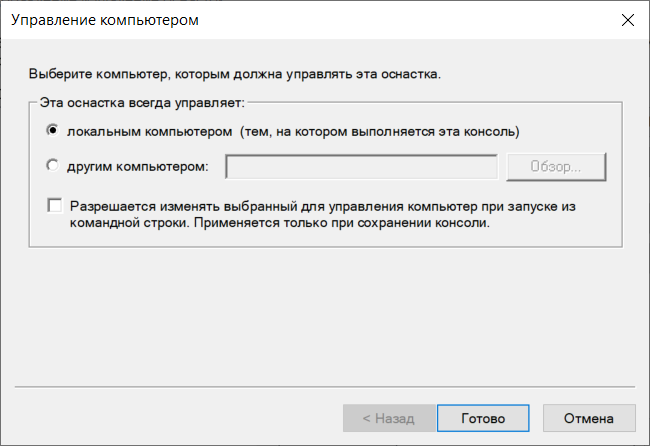 Управление компьютером
Выберите компьютер, которым должна управлять эта оснастка.
Эта оснастка всегда управляет:
локальным компьютером (тем, на котором выполняется эта консоль)
другим компьютером:
Обзор...
Разрешается изменять выбранный для управления компьютер при запуске из
командной строки. Применяется только при сохранении консоли.
< Назад Готово Отмена